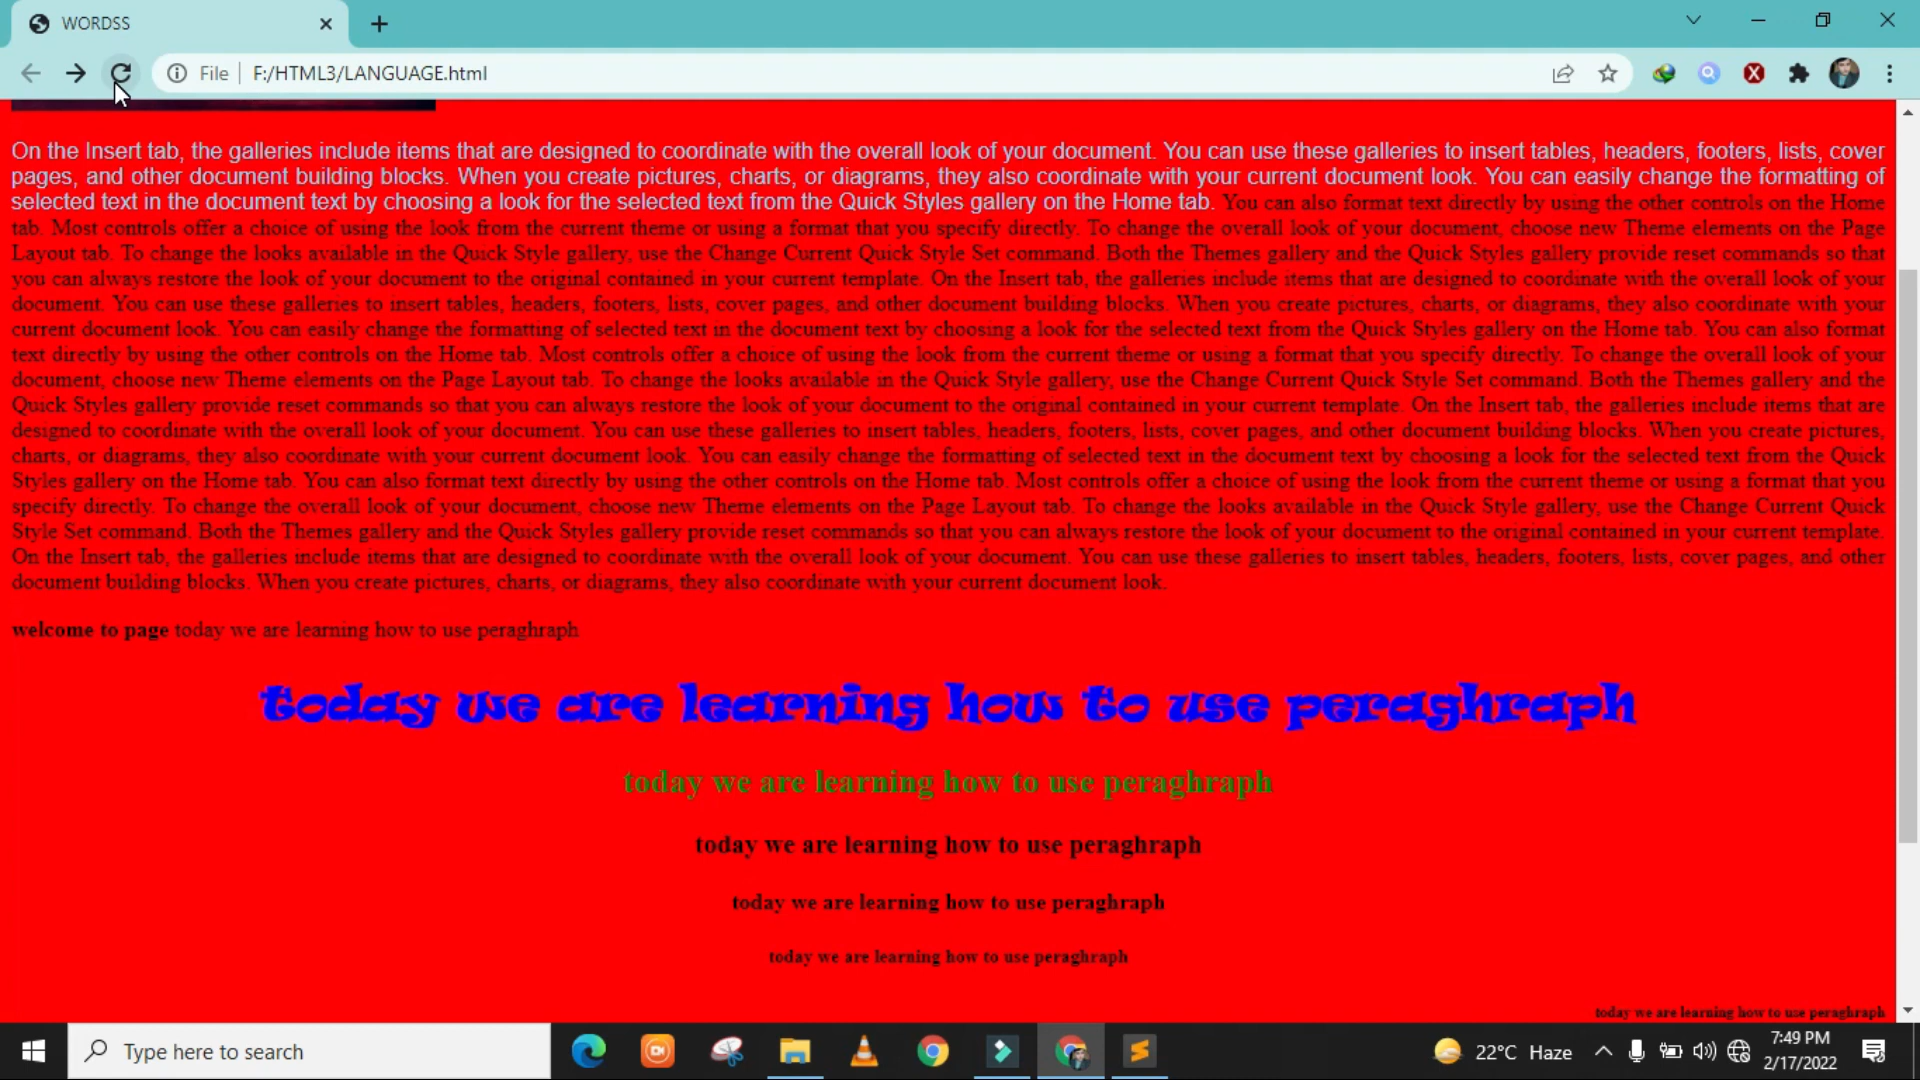 WORDSS
File
F:/HTML3/LANGUAGE.html
On the Insert tab, the galleries include items that are designed to coordinate with the overall look of your document. You can use these galleries to insert tables, headers, footers, lists, cover
pages, and other document building blocks. When you create pictures, charts, or diagrams, they also coordinate with your current document look. You can easily change the formatting of
selected text in the document text by choosing a look for the selected text from the Quick Styles gallery on the Home tab. You can also format text directly by using the other controls on the Home
tab. Most controls offer a choice of using the look from the current theme or using a format that you specify directly. To change the overall look of your document, choose new Theme elements on the Page
Layout tab. To change the looks available in the Quick Style gallery, use the Change Current Quick Style Set command. Both the Themes gallery and the Quick Styles gallery provide reset commands so that
you can always restore the look of your document to the original contained in your current template. On the Insert tab, the galleries include items that are designed to coordinate with the overall look of your
document. You can use these galleries to insert tables, headers, footers, lists, cover pages, and other document building blocks. When you create pictures, charts, or diagrams, they also coordinate with your
current document look. You can easily change the formatting of selected text in the document text by choosing a look for the selected text from the Quick Styles gallery on the Home tab. You can also format
text directly by using the other controls on the Home tab. Most controls offer a choice of using the look from the current theme or using a format that you specify directly. To change the overall look of your
document, choose new Theme elements on the Page Layout tab. To change the looks available in the Quick Style gallery, use the Change Current Quick Style Set command. Both the Themes gallery and the
Quick Styles gallery provide reset commands so that you can always restore the look of your document to the original contained in your current template. On the Insert tab, the galleries include items that are
designed to coordinate with the overall look of your document. You can use these galleries to insert tables, headers, footers, lists, cover pages, and other document building blocks. When you create pictures,
charts, or diagrams, they also coordinate with your current document look. You can easily change the formatting of selected text in the document text by choosing a look for the selected text from the Quick
Styles gallery on the Home tab. You can also format text directly by using the other controls on the Home tab. Most controls offer a choice of using the look from the current theme or using a format that you
specify directly. To change the overall look of your document, choose new Theme elements on the Page Layout tab. To change the looks available in the Quick Style gallery, use the Change Current Quick
Style Set command. Both the Themes gallery and the Quick Styles gallery provide reset commands so that you can always restore the look of your document to the original contained in your current template.
On the Insert tab, the galleries include items that are designed to coordinate with the overall look of your document. You can use these galleries to insert tables, headers, footers, lists, cover pages, and other
document building blocks. When you create pictures, charts, or diagrams, they also coordinate with your current document look.
welcome to page today we are learning how to use peraghraph
today we are learning how to use peraghraph
today we are learning how to use peraghraph
today we are learning how to use peraghraph
today we are learning how to use peraghraph
today we are learning how to use peraghraph
today we are learning how to use peraghraph
Type here to search
22°C Haze
7:49 PM
2/17/2022